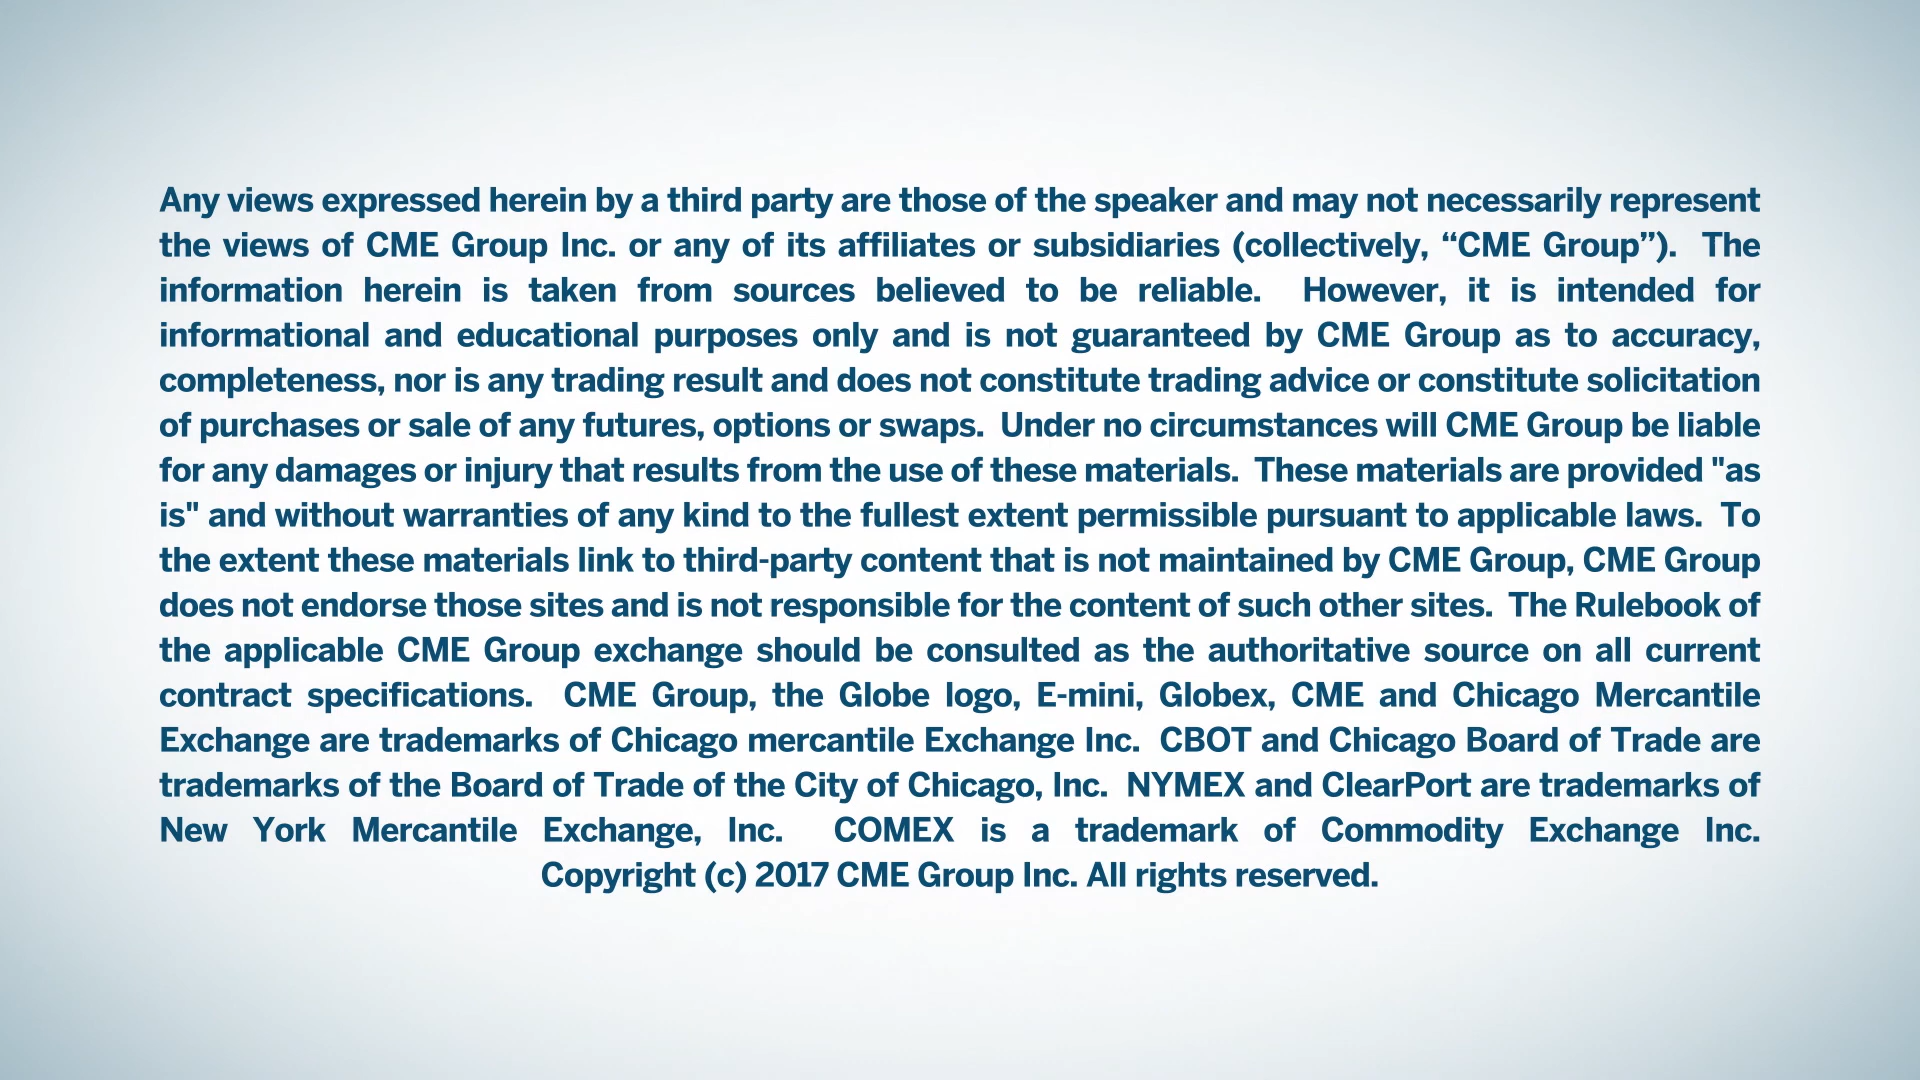 Any views expressed herein by a third party are those of the speaker and may not necessarily represent
the views of CME Group Inc. or any of its affiliates or subsidiaries (collectively, “CME Group”).  The
information herein is taken from sources believed to be reliable.  However, it is intended for
informational and educational purposes only and is not guaranteed by CME Group as to accuracy,
completeness, nor is any trading result and does not constitute trading advice or constitute solicitation
of purchases or sale of any futures, options or swaps.  Under no circumstances will CME Group be liable
for any damages or injury that results from the use of these materials.  These materials are provided "as
is" and without warranties of any kind to the fullest extent permissible pursuant to applicable laws.  To
the extent these materials link to third-party content that is not maintained by CME Group, CME Group
does not endorse those sites and is not responsible for the content of such other sites.  The Rulebook of
the applicable CME Group exchange should be consulted as the authoritative source on all current
contract specifications.  CME Group, the Globe logo, E-mini, Globex, CME and Chicago Mercantile
Exchange are trademarks of Chicago mercantile Exchange Inc.  CBOT and Chicago Board of Trade are
trademarks of the Board of Trade of the City of Chicago, Inc.  NYMEX and ClearPort are trademarks of
New York Mercantile Exchange, Inc.  COMEX is a trademark of Commodity Exchange Inc.
Copyright (c) 2017 CME Group Inc. All rights reserved.